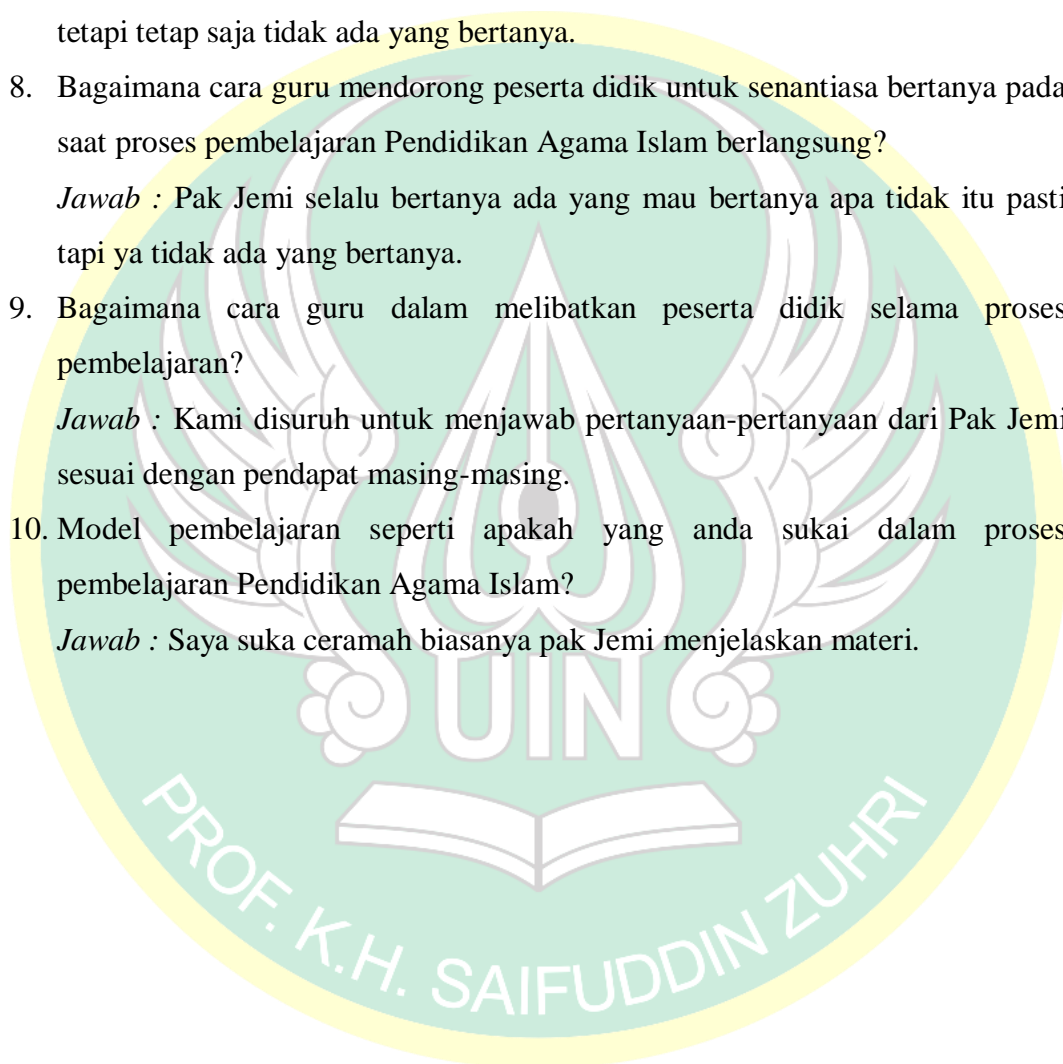 tetapi tetap saja tidak ada yang bertanya.
8. Bagaimana cara guru mendorong peserta didik untuk senantiasa bertanya pada
saat proses pembelajaran Pendidikan Agama Islam berlangsung?
Jawab : Pak Jemi selalu bertanya ada yang mau bertanya apa tidak itu pasti
tapi ya tidak ada yang bertanya.
9. Bagaimana cara guru dalam melibatkan peserta didik selama proses
pembelajaran?
Jawab : Kami disuruh untuk menjawab pertanyaan-pertanyaan dari Pak Jemi
sesuai dengan pendapat masing-masing.
10. Model pembelajaran seperti apakah yang anda sukai dalam proses
pembelajaran Pendidikan Agama Islam?
Jawab : Saya suka ceramah biasanya pak Jemi menjelaskan materi.
UIN
PROF. K.H. SAIFUDDIN ZUHRI